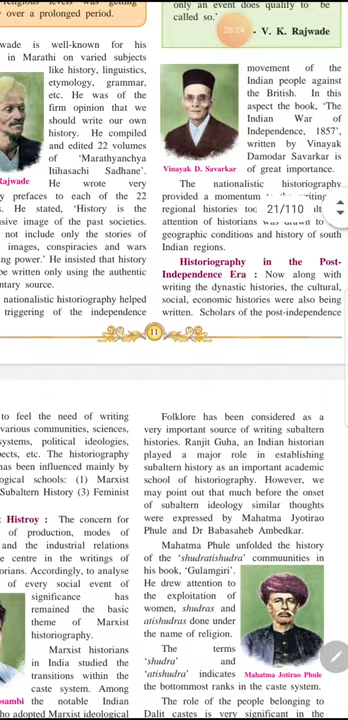 religious levels was getting
y over a prolonged period.
wade is well-known for his
in Marathi on varied subjects
like history, linguistics,
etymology, grammar,
etc. He was of the
firm opinion that we
should write our own
history. He compiled
and edited 22 volumes
of 'Marathyanchya
Itihasachi Sadhane'.
Rajwade
He wrote very
y prefaces to each of the 22
s. He stated, 'History is the
usive image of the past societies.
not include only the stories of
images, conspiracies and wars
ing power.' He insisted that history
be written only using the authentic
ntary source.
nationalistic historiography helped
triggering of the independence
only an event does qualify to be
called so.'
26:24
- V. K. Rajwade
movement of the
Indian people against
the British. In this
aspect the book, 'The
Indian War of
Independence, 1857',
written by Vinayak
Damodar Savarkar is
of great importance.
Vinayak D. Savarkar
The nationalistic historiography
provided a momentum
regional histories too
21/110
attention of historians was drawn to
geographic conditions and history of south
Indian regions.
Historiography in the Post-
Independence Era : Now along with
writing the dynastic histories, the cultural,
social, economic histories were also being
written. Scholars of the post-independence
11
to feel the need of writing
various communities, sciences,
systems, political ideologies,
pects, etc. The historiography
has been influenced mainly by
ological schools: (1) Marxist
Subaltern History (3) Feminist
t Histroy : The concern for
of production, modes of
and the industrial relations
e centre in the writings of
orians. Accordingly, to analyse
of every social event of
significance has
remained the basic
theme of Marxist
historiography.
Marxist historians
in India studied the
transitions within the
caste system. Among
osambi the notable Indian
ho adopted Marxist ideological
Folklore has been considered as a
very important source of writing subaltern
histories. Ranjit Guha, an Indian historian
played a major role in establishing
subaltern history as an important academic
school of historiography. However, we
may point out that much before the onset
of subaltern ideology similar thoughts
were expressed by Mahatma Jyotirao
Phule and Dr Babasaheb Ambedkar.
Mahatma Phule unfolded the history
of the 'shudratishudra' communities in
his book, 'Gulamgiri'.
He drew attention to
the exploitation of
women, shudras and
atishudras done under
the name of religion.
The terms
'shudra' and
'atishudra' indicates
Mahatma Jotiras Phule
the bottommost ranks in the caste system.
The role of the people belonging to
Dalit castes is very significant in the